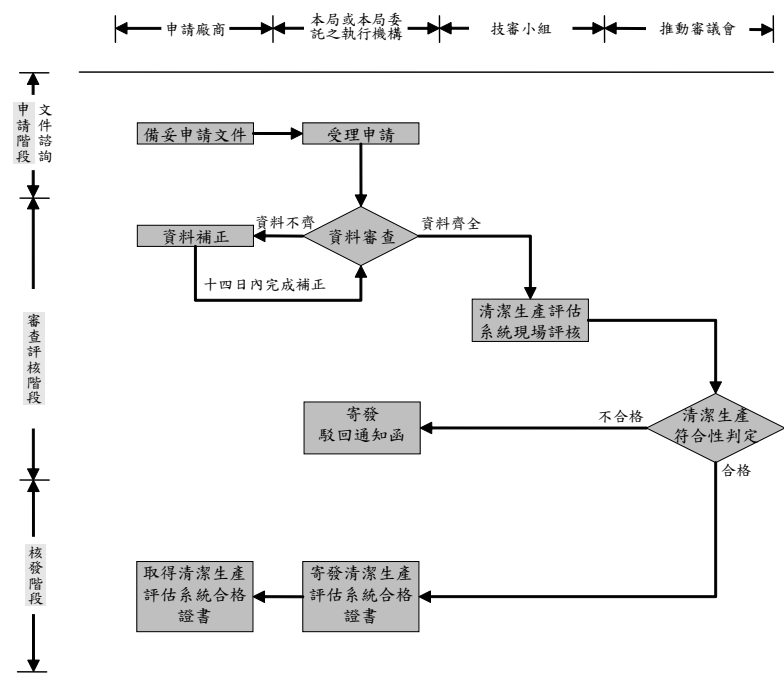 申請廠商
本局或本局委
託之執行機構
技審小組
推動審議會
申請階段
文件諮詢
備妥申請文件
受理申請
資料不齊
資料齊全
資料補正
資料審查
十四日內完成補正
審查評核階段
清潔生產評估
系統現場評核
寄發
駁回通知函
不合格
清潔生產
符合性判定
合格
核發階段
取得清潔生產
評估系統合格
證書
寄發清潔生產
評估系統合格
證書